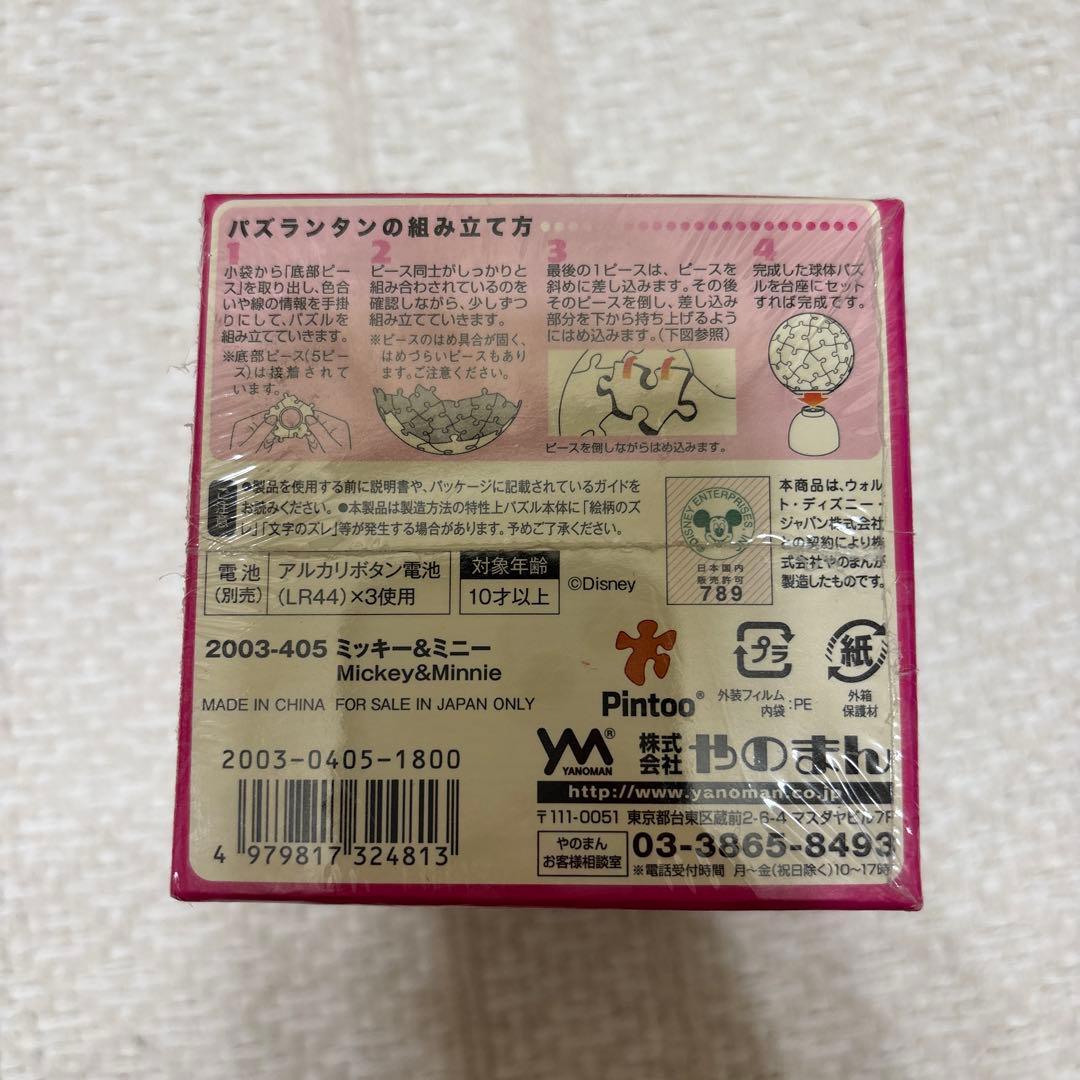 パズランタンの組み立て方
1
小袋から「底部ピー
ス」を取り出し、色合
いや線の情報を手掛
りにして、パズルを
組み立てていきます。
※底部ピース(5ピー
ス)は接着されて
います。
2
ピース同士がしっかりと
組み合わされているのを
確認しながら、少しずつ
組み立てていきます。
※ピースのはめ具合が固く、
はめづらいピースもあり
ます。ご注意ください。
3
最後の1ピースは、ピースを
斜めに差し込みます。その後
そのピースを倒し、差し込み
部分を下から持ち上げるよう
にはめ込みます。(下図参照)
ピースを倒しながらはめ込みます。
4
完成した球体パズ
ルを台座にセット
すれば完成です。
ご注意
●製品を使用する前に説明書や、パッケージに記載されているガイドを
お読みください。●本製品は製造方法の特性上パズル本体に「絵柄のズ
レ」「文字のズレ」等が発生する場合があります。予めご了承ください。
©DISNEY ENTERPRISES, INC.
日本国内
販売許可
789
本商品は、ウォル
ト・ディズニー・
ジャパン株式会社
との契約により株
式会社やのまんが
製造したものです。
電池
(別売)
アルカリボタン電池
(LR44)×3使用
対象年齢
10才以上
©Disney
2003-405 ミッキー&ミニー
Mickey&Minnie
MADE IN CHINA FOR SALE IN JAPAN ONLY
Pintoo®
プラ
外装フィルム
内袋:PE
紙
外箱
保護材
2003-0405-1800
4 979817 324813
YM®
YANOMAN
株式会社 やのまん
http://www.yanoman.co.jp
〒111-0051 東京都台東区蔵前2-6-4 マスダヤビル7F
やのまん
お客様相談室
03-3865-8493
※電話受付時間 月〜金(祝日除く)10〜17時